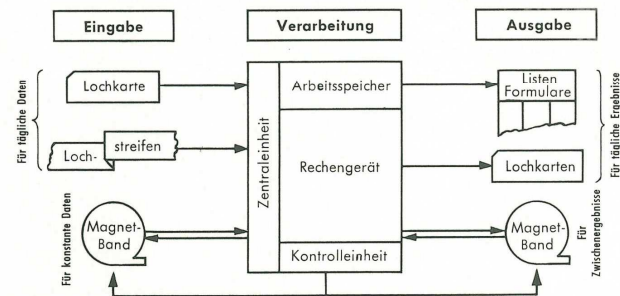 Eingabe
Verarbeitung
Ausgabe
Für tägliche Daten
Lochkarte
Loch-
streifen
Für konstante Daten
Magnet-
Band
Zentraleinheit
Arbeitsspeicher
Rechengerät
Kontrolleinheit
Listen
Formulare
Lochkarten
Für tägliche Ergebnisse
Magnet-
Band
Für
Zwischenergebnisse